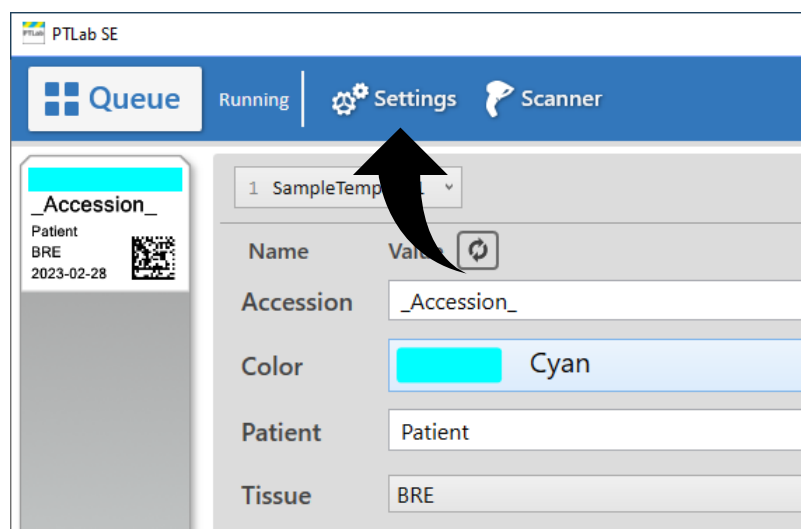 PTLab SE
Queue
Running
Settings
Scanner
_Accession_
Patient
BRE
2023-02-28
1 SampleTemp
Name
Value
Accession
_Accession_
Color
Cyan
Patient
Patient
Tissue
BRE